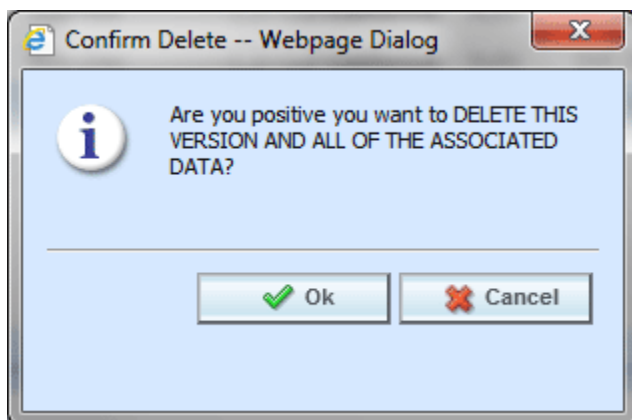 Confirm Delete -- Webpage Dialog
Are you positive you want to DELETE THIS
VERSION AND ALL OF THE ASSOCIATED
DATA?
Ok
Cancel